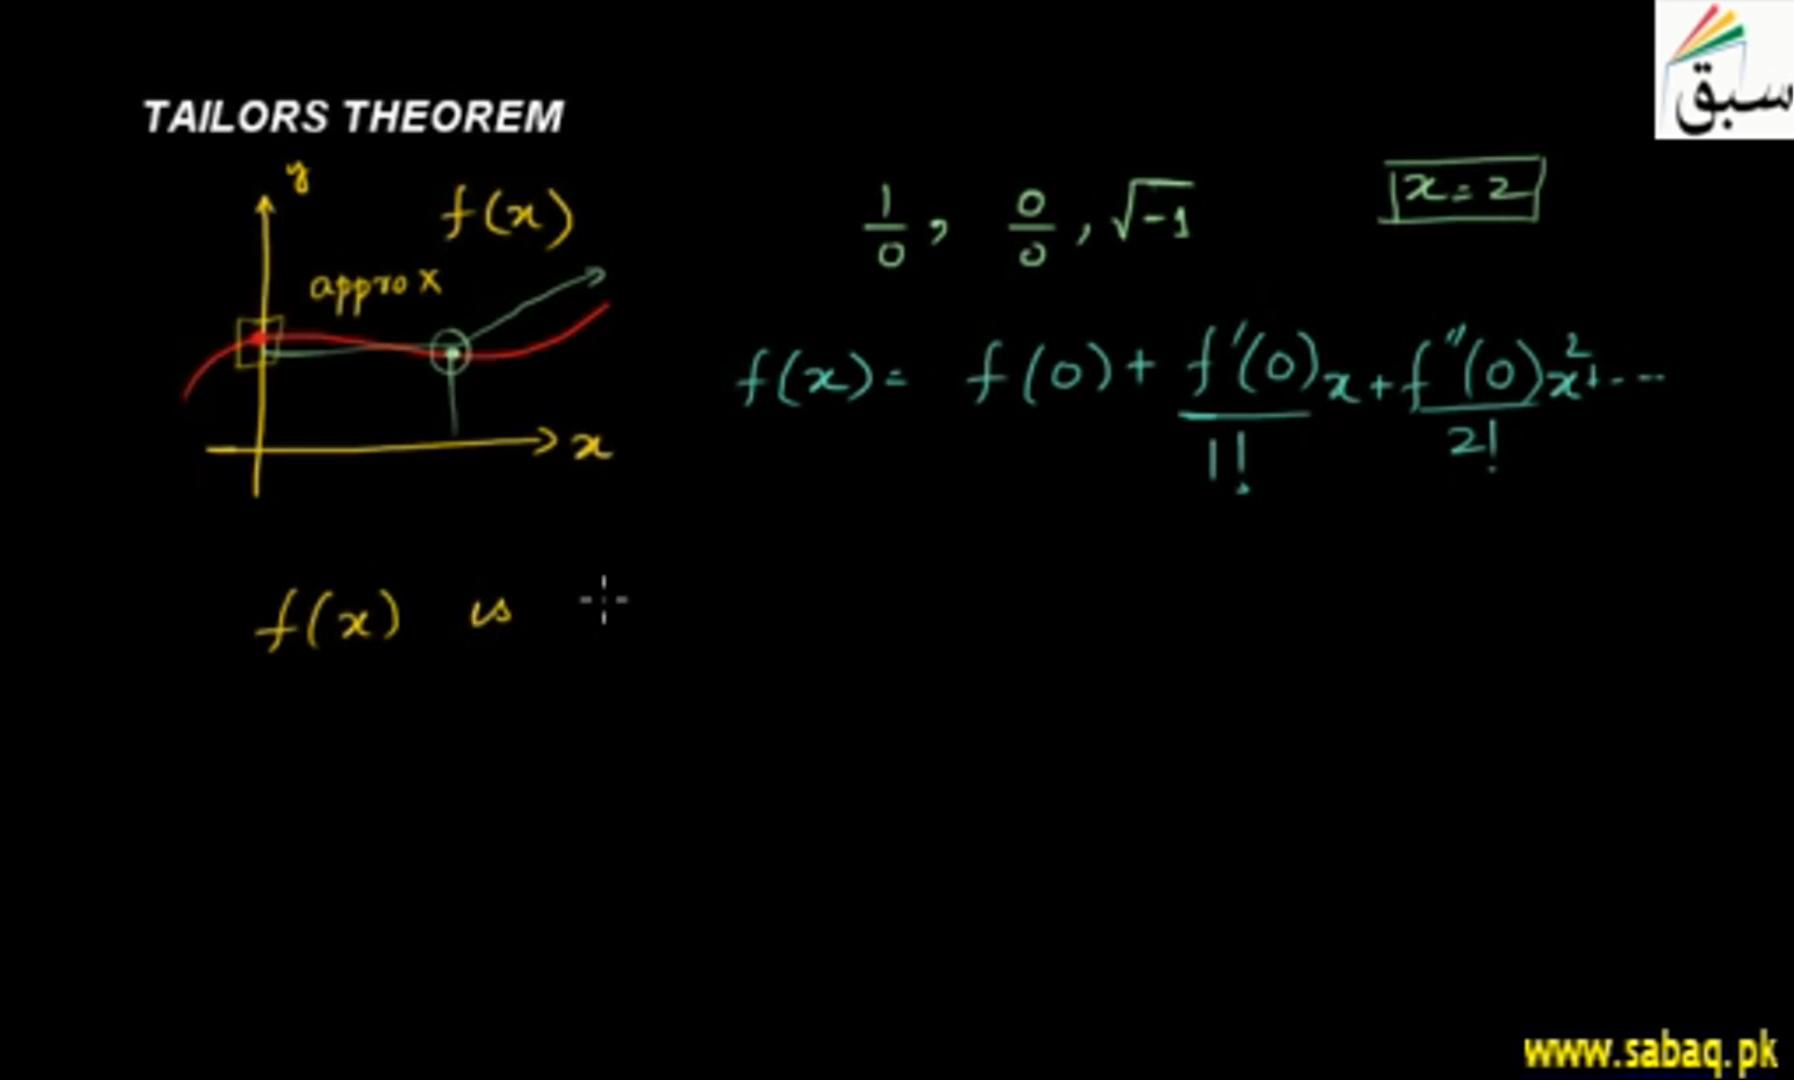 سبق
TAILORS THEOREM
y
f(x)
1/0, 0/0, √-1
x=2
approx
f(x)= f(0)+ f'(0)/1! x + f''(0)/2! x²+---
x
f(x) is
www.sabaq.pk